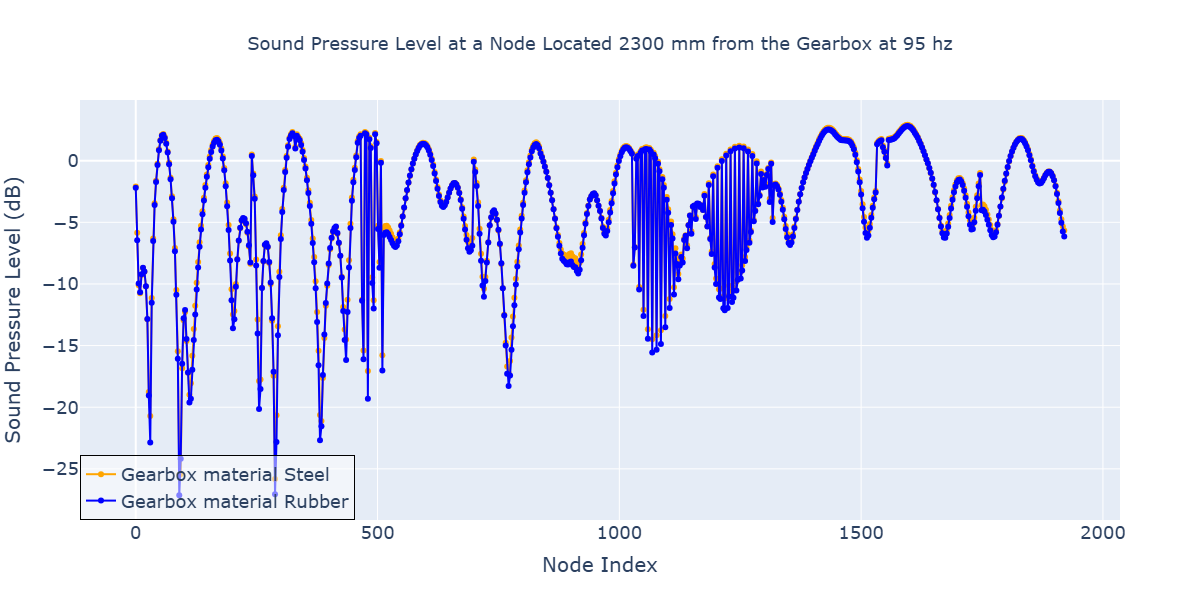 Sound Pressure Level at a Node Located 2300 mm from the Gearbox at 95 hz
Sound Pressure Level (dB)
0
−5
−10
−15
−20
−25
Gearbox material Steel
Gearbox material Rubber
0 500 1000 1500 2000
Node Index